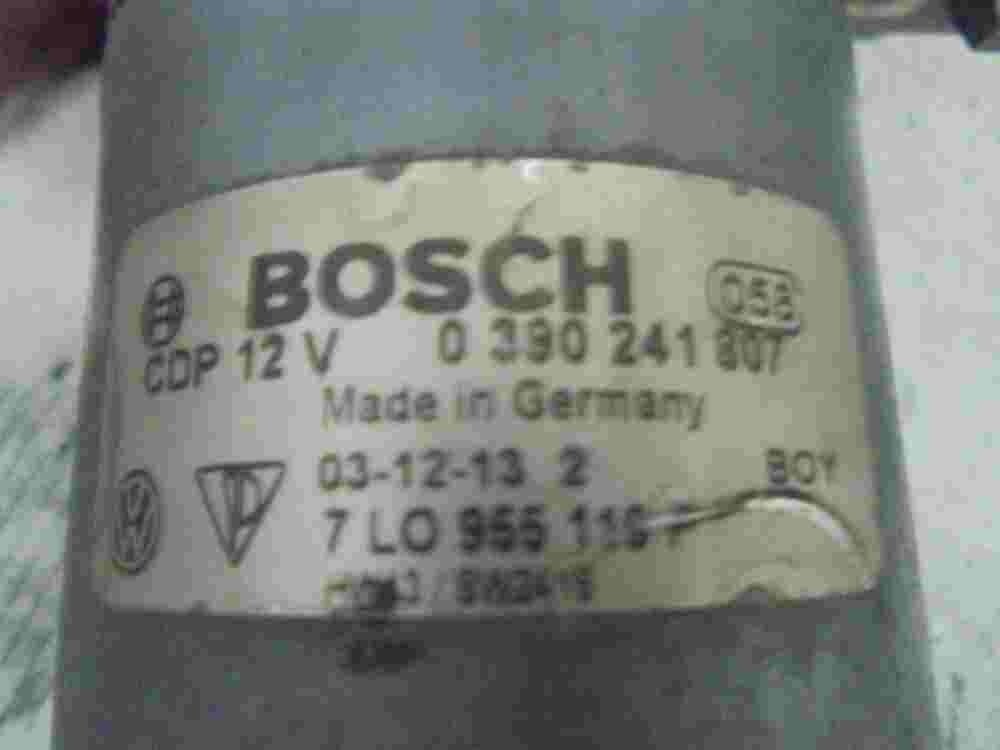 BOSCH
058
CDP 12 V 0 390 241 807
Made in Germany
03-12-13 2
BOY
7 L0 955 119